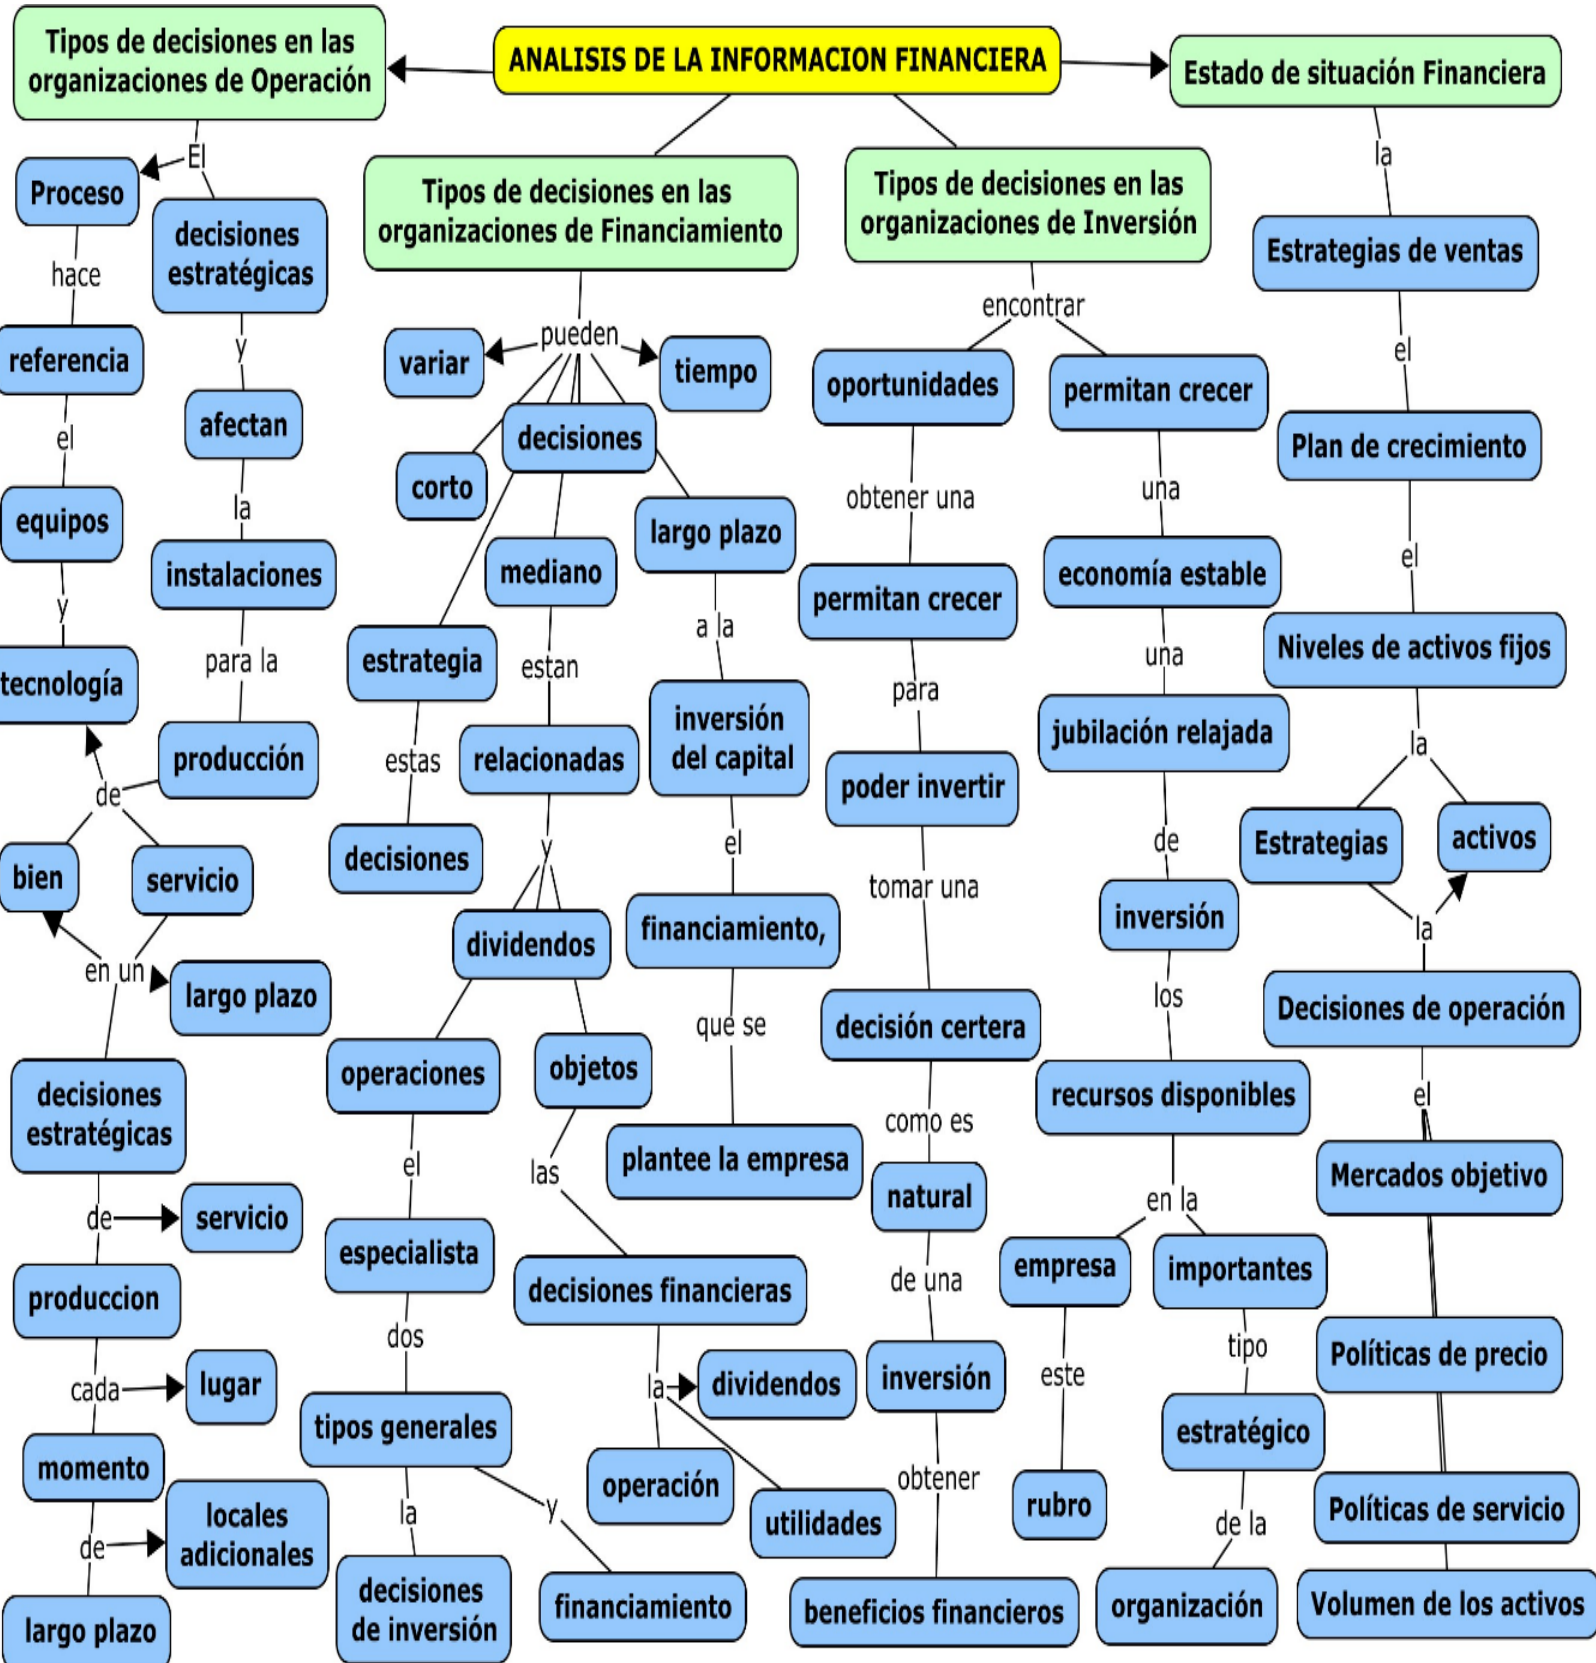 ANALISIS DE LA INFORMACION FINANCIERA
Tipos de decisiones en las
organizaciones de Operación
El
Proceso
hace
referencia
el
equipos
y
tecnología
decisiones
estratégicas
y
afectan
la
instalaciones
para la
producción
de
bien
servicio
en un
largo plazo
decisiones
estratégicas
de
servicio
produccion
cada
lugar
momento
de
locales
adicionales
largo plazo
Tipos de decisiones en las
organizaciones de Financiamiento
pueden
variar
tiempo
corto
decisiones
estrategia
estas
decisiones
mediano
estan
relacionadas
y
dividendos
operaciones
el
especialista
dos
tipos generales
la
decisiones
de inversión
y
financiamiento
objetos
las
decisiones financieras
la
dividendos
operación
utilidades
largo plazo
a la
inversión
del capital
el
financiamiento,
que se
plantee la empresa
Tipos de decisiones en las
organizaciones de Inversión
encontrar
oportunidades
obtener una
permitan crecer
para
poder invertir
tomar una
decisión certera
como es
natural
de una
inversión
obtener
beneficios financieros
permitan crecer
una
economía estable
una
jubilación relajada
de
inversión
los
recursos disponibles
en la
empresa
este
rubro
importantes
tipo
estratégico
de la
organización
Estado de situación Financiera
la
Estrategias de ventas
el
Plan de crecimiento
el
Niveles de activos fijos
la
Estrategias
activos
la
Decisiones de operación
el
Mercados objetivo
Políticas de precio
Políticas de servicio
Volumen de los activos